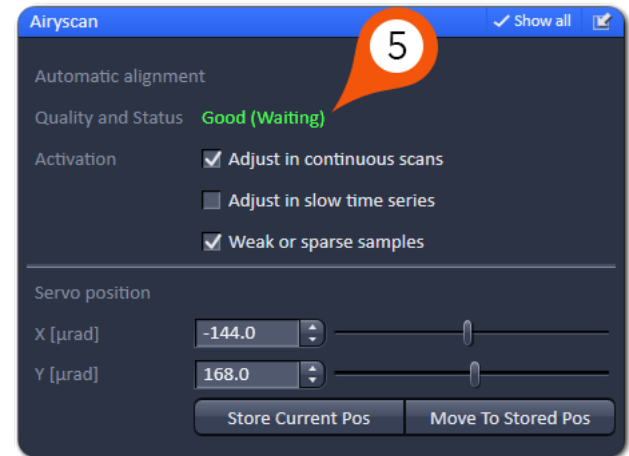 Airyscan
Show all
5
Automatic alignment
Quality and Status Good (Waiting)
Activation Adjust in continuous scans
Adjust in slow time series
Weak or sparse samples
Servo position
X [µrad] -144.0
Y [µrad] 168.0
Store Current Pos Move To Stored Pos